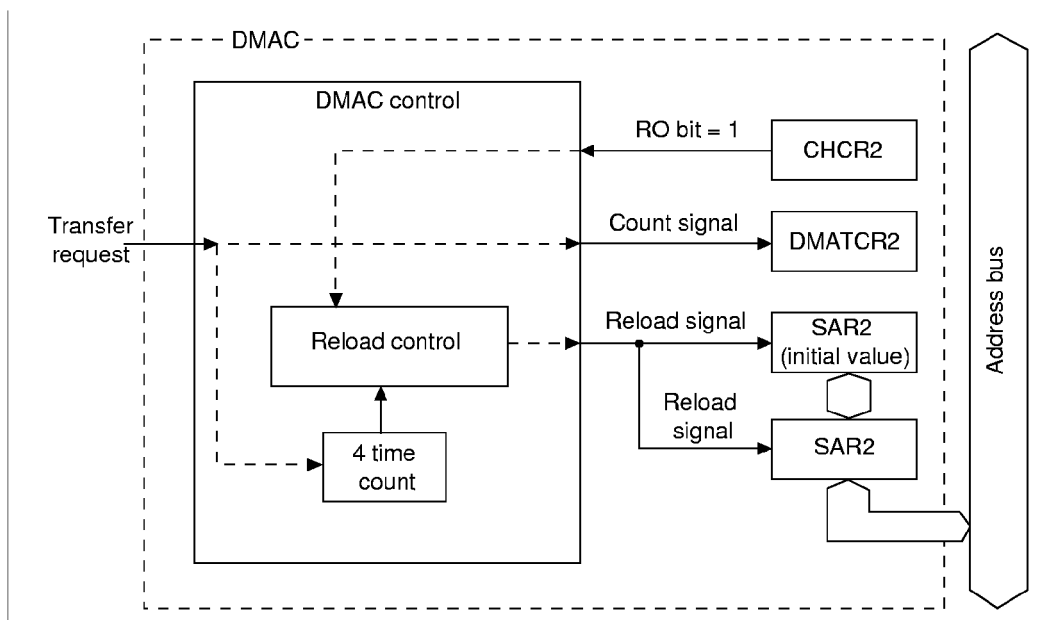 DMAC
DMAC control
RO bit = 1
CHCR2
Transfer
request
Count signal
DMATCR2
Reload control
Reload signal
SAR2
(initial value)
Reload
signal
SAR2
4 time
count
Address bus